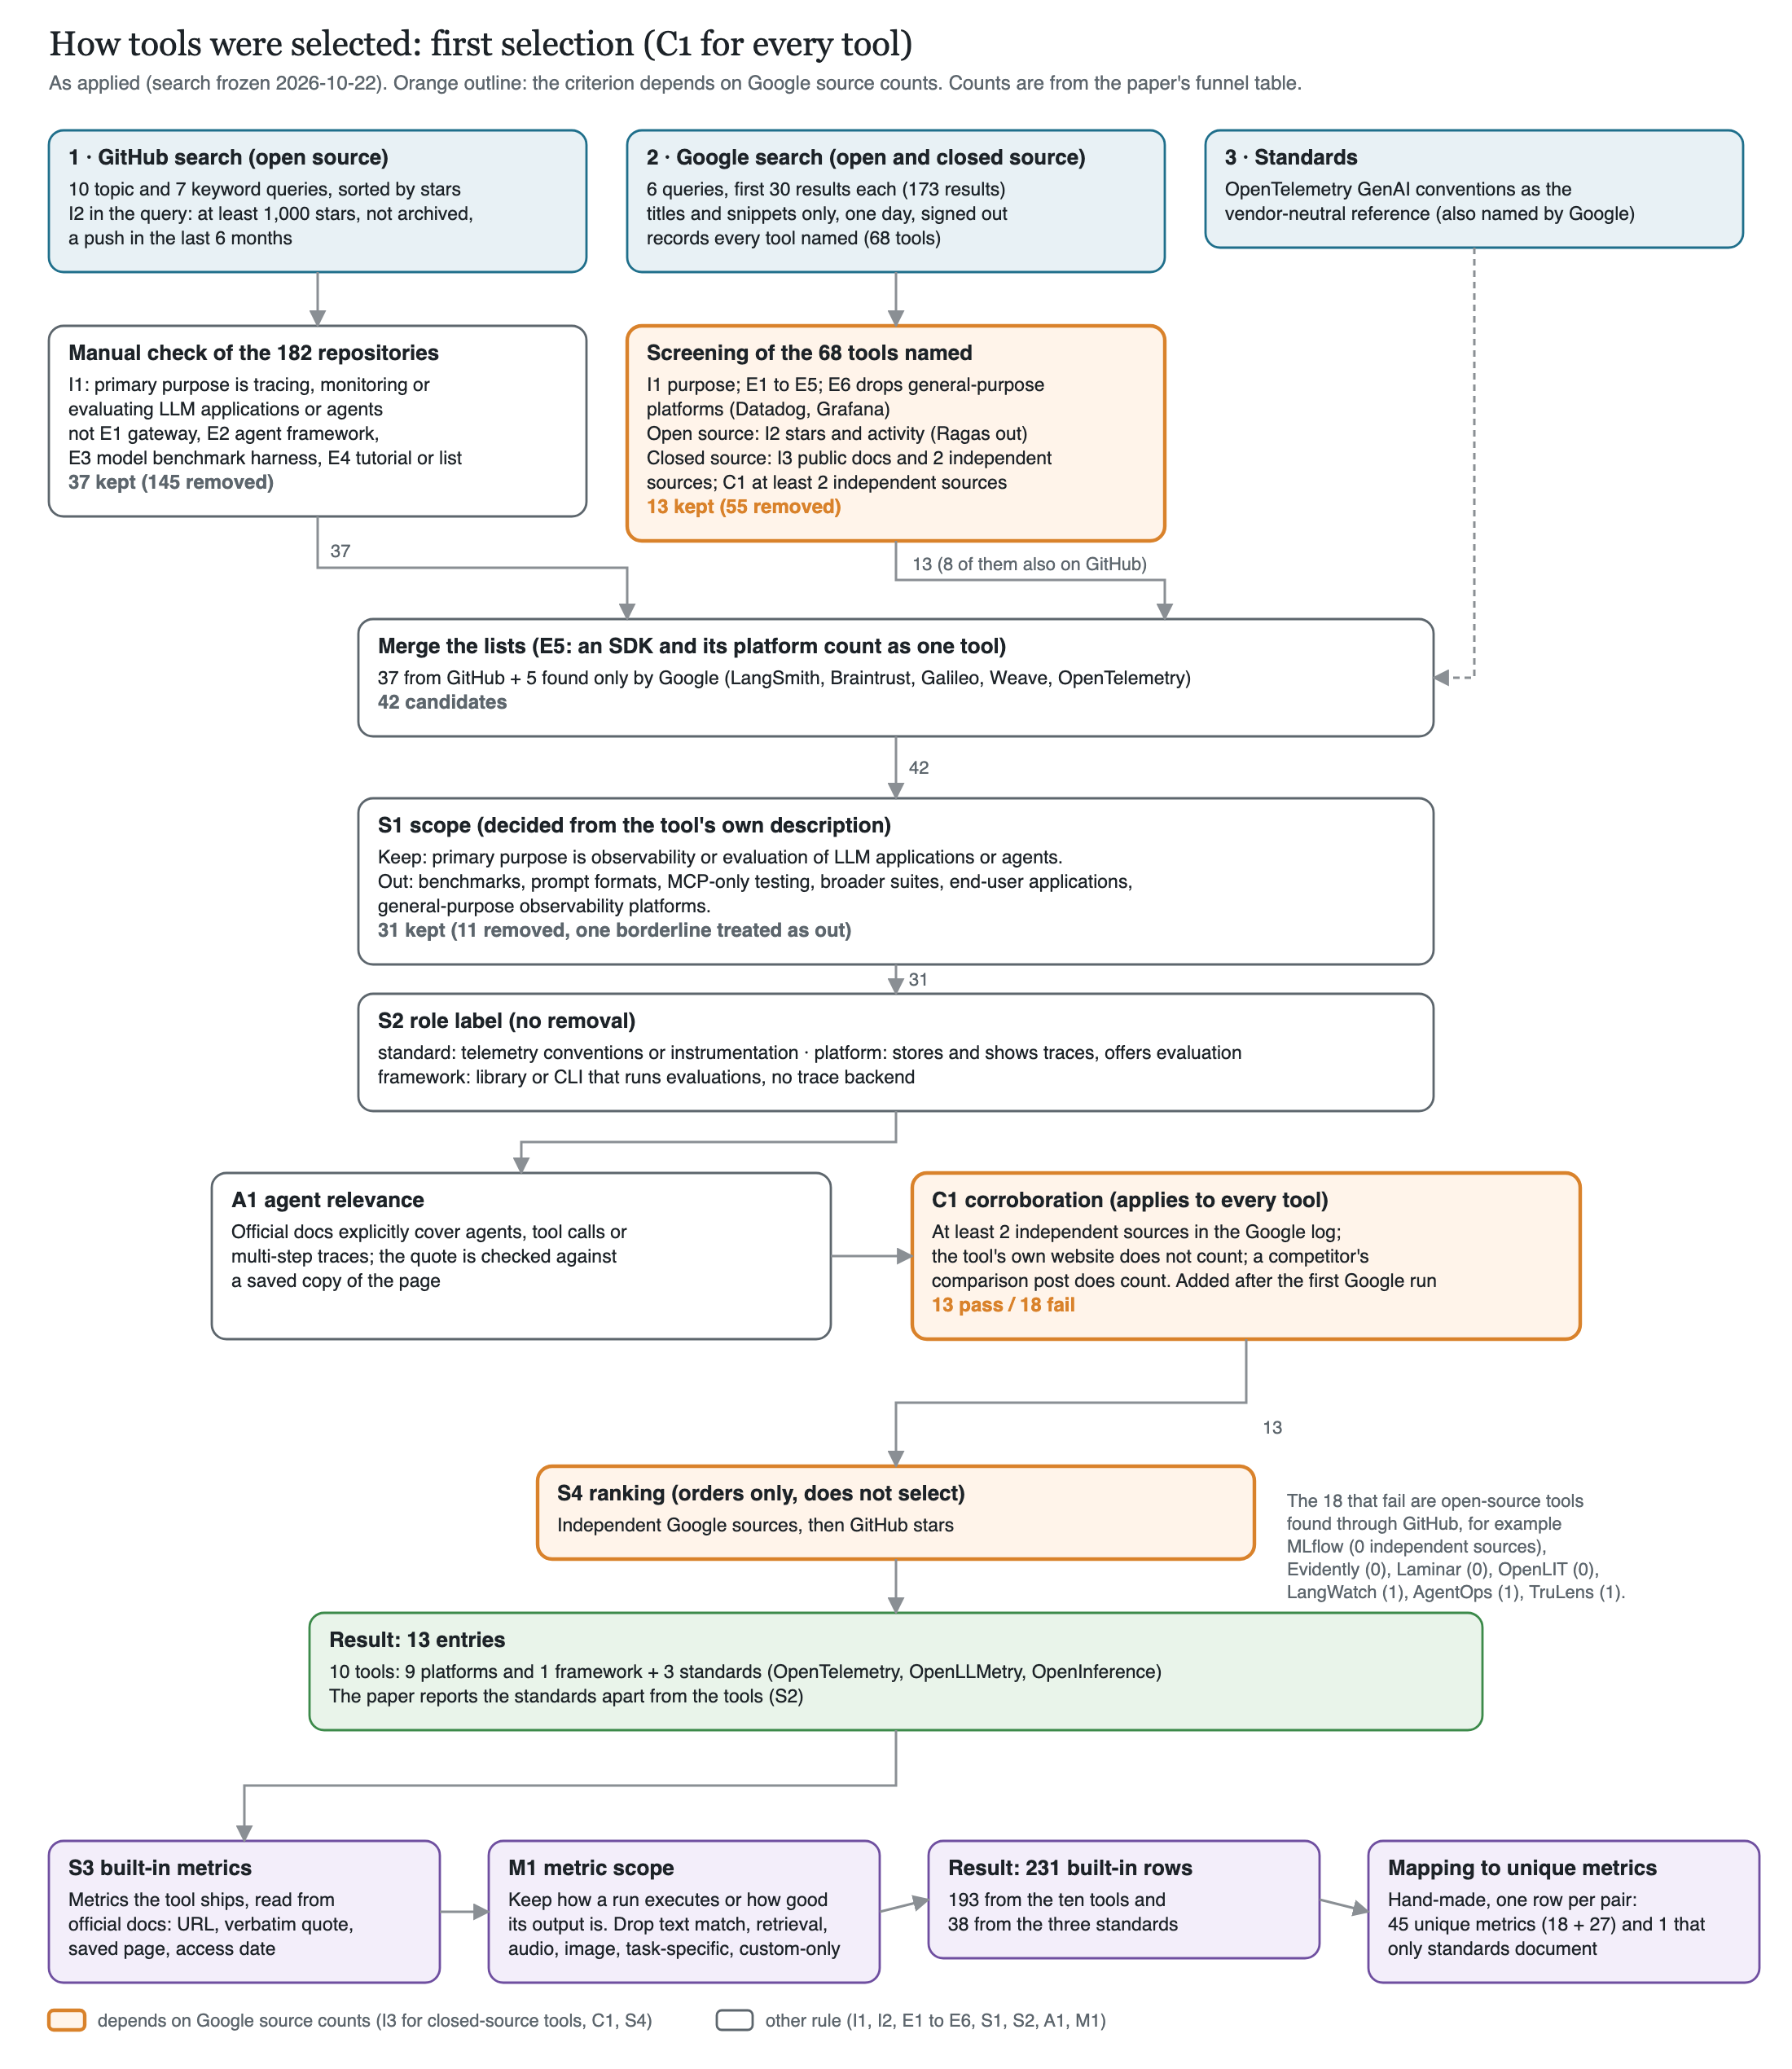 How tools were selected: first selection (C1 for every tool)
As applied (search frozen 2026-10-22). Orange outline: the criterion depends on Google source counts. Counts are from the paper's funnel table.
1 · GitHub search (open source)
10 topic and 7 keyword queries, sorted by stars
I2 in the query: at least 1,000 stars, not archived,
a push in the last 6 months
2 · Google search (open and closed source)
6 queries, first 30 results each (173 results)
titles and snippets only, one day, signed out
records every tool named (68 tools)
3 · Standards
OpenTelemetry GenAI conventions as the
vendor-neutral reference (also named by Google)
Manual check of the 182 repositories
I1: primary purpose is tracing, monitoring or
evaluating LLM applications or agents
not E1 gateway, E2 agent framework,
E3 model benchmark harness, E4 tutorial or list
37 kept (145 removed)
Screening of the 68 tools named
I1 purpose; E1 to E5; E6 drops general-purpose
platforms (Datadog, Grafana)
Open source: I2 stars and activity (Ragas out)
Closed source: I3 public docs and 2 independent
sources; C1 at least 2 independent sources
13 kept (55 removed)
37
13 (8 of them also on GitHub)
Merge the lists (E5: an SDK and its platform count as one tool)
37 from GitHub + 5 found only by Google (LangSmith, Braintrust, Galileo, Weave, OpenTelemetry)
42 candidates
42
S1 scope (decided from the tool's own description)
Keep: primary purpose is observability or evaluation of LLM applications or agents.
Out: benchmarks, prompt formats, MCP-only testing, broader suites, end-user applications,
general-purpose observability platforms.
31 kept (11 removed, one borderline treated as out)
31
S2 role label (no removal)
standard: telemetry conventions or instrumentation · platform: stores and shows traces, offers evaluation
framework: library or CLI that runs evaluations, no trace backend
A1 agent relevance
Official docs explicitly cover agents, tool calls or
multi-step traces; the quote is checked against
a saved copy of the page
C1 corroboration (applies to every tool)
At least 2 independent sources in the Google log;
the tool's own website does not count; a competitor's
comparison post does count. Added after the first Google run
13 pass / 18 fail
13
S4 ranking (orders only, does not select)
Independent Google sources, then GitHub stars
The 18 that fail are open-source tools
found through GitHub, for example
MLflow (0 independent sources),
Evidently (0), Laminar (0), OpenLIT (0),
LangWatch (1), AgentOps (1), TruLens (1).
Result: 13 entries
10 tools: 9 platforms and 1 framework + 3 standards (OpenTelemetry, OpenLLMetry, OpenInference)
The paper reports the standards apart from the tools (S2)
S3 built-in metrics
Metrics the tool ships, read from
official docs: URL, verbatim quote,
saved page, access date
M1 metric scope
Keep how a run executes or how good
its output is. Drop text match, retrieval,
audio, image, task-specific, custom-only
Result: 231 built-in rows
193 from the ten tools and
38 from the three standards
Mapping to unique metrics
Hand-made, one row per pair:
45 unique metrics (18 + 27) and 1 that
only standards document
depends on Google source counts (I3 for closed-source tools, C1, S4)
other rule (I1, I2, E1 to E6, S1, S2, A1, M1)